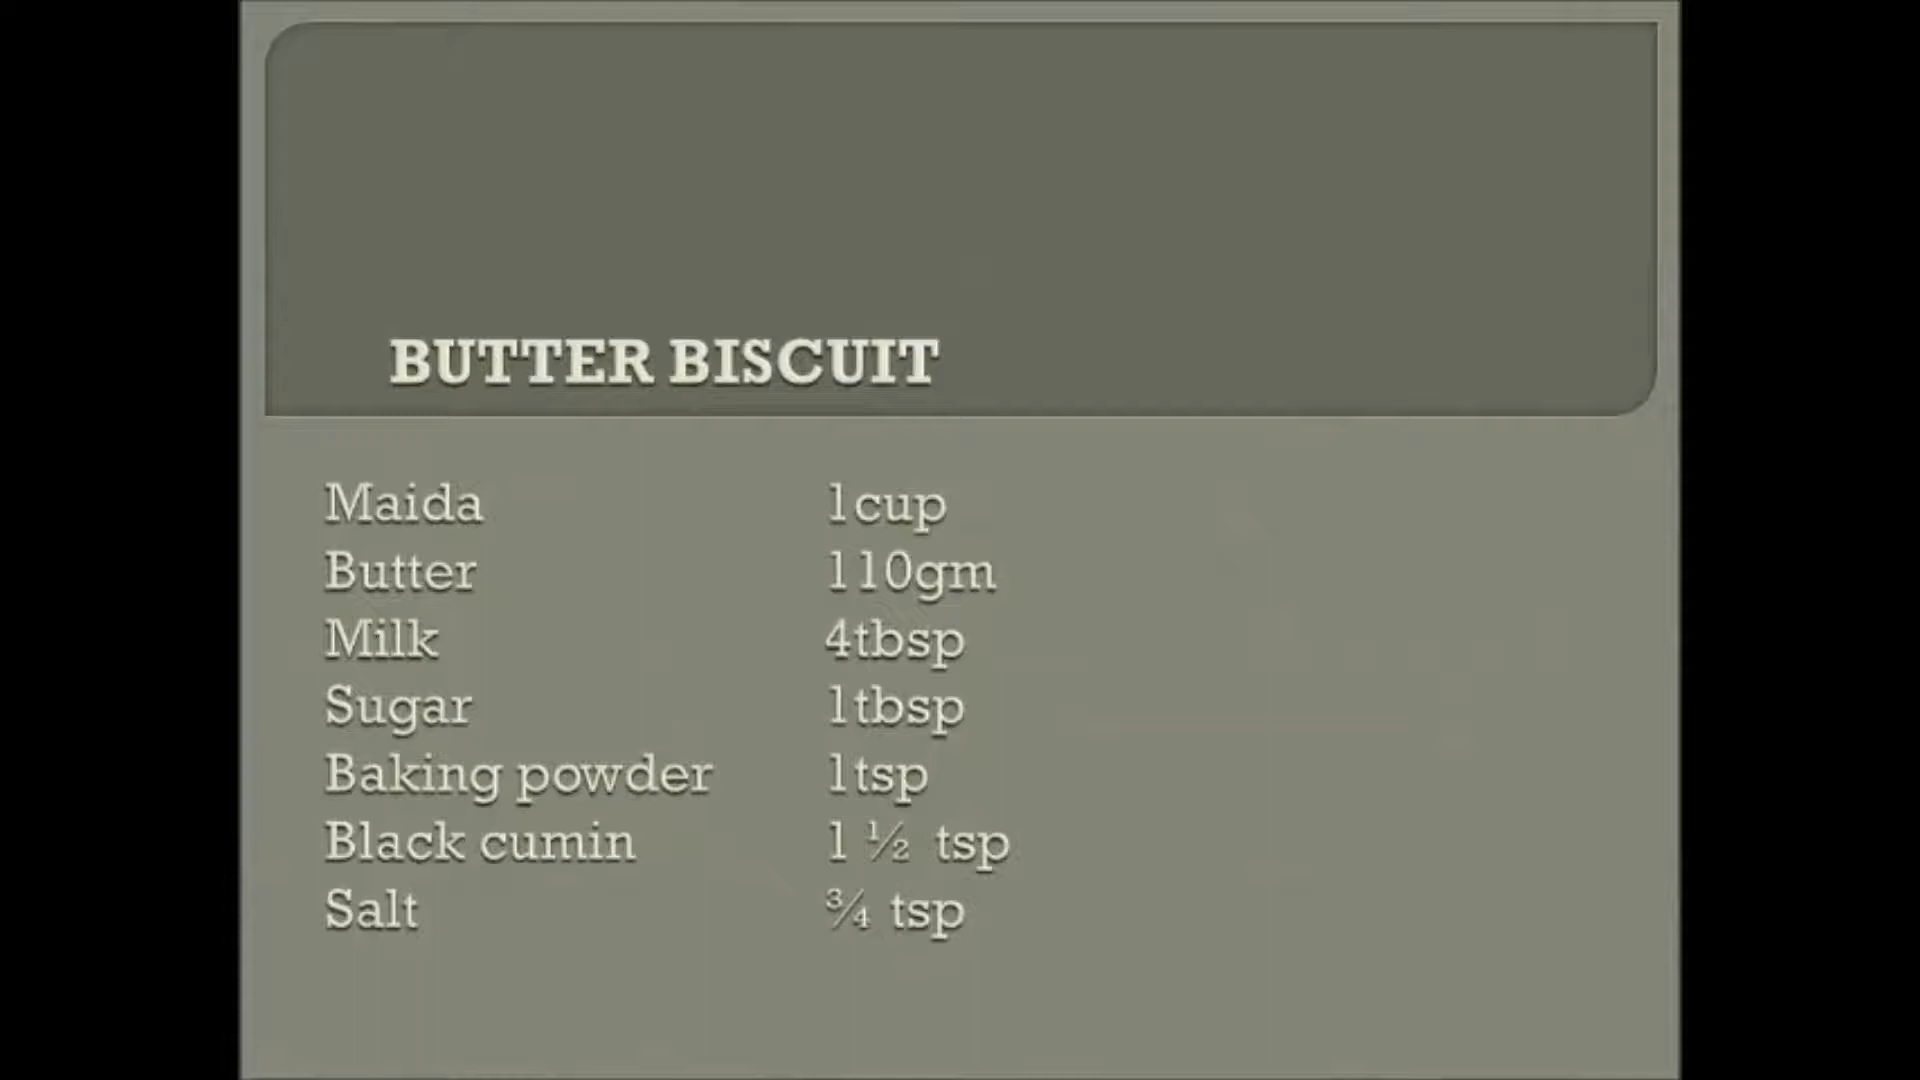 BUTTER BISCUIT
Maida 1cup
Butter 110gm
Milk 4tbsp
Sugar 1tbsp
Baking powder 1tsp
Black cumin 1 ½ tsp
Salt ¾ tsp